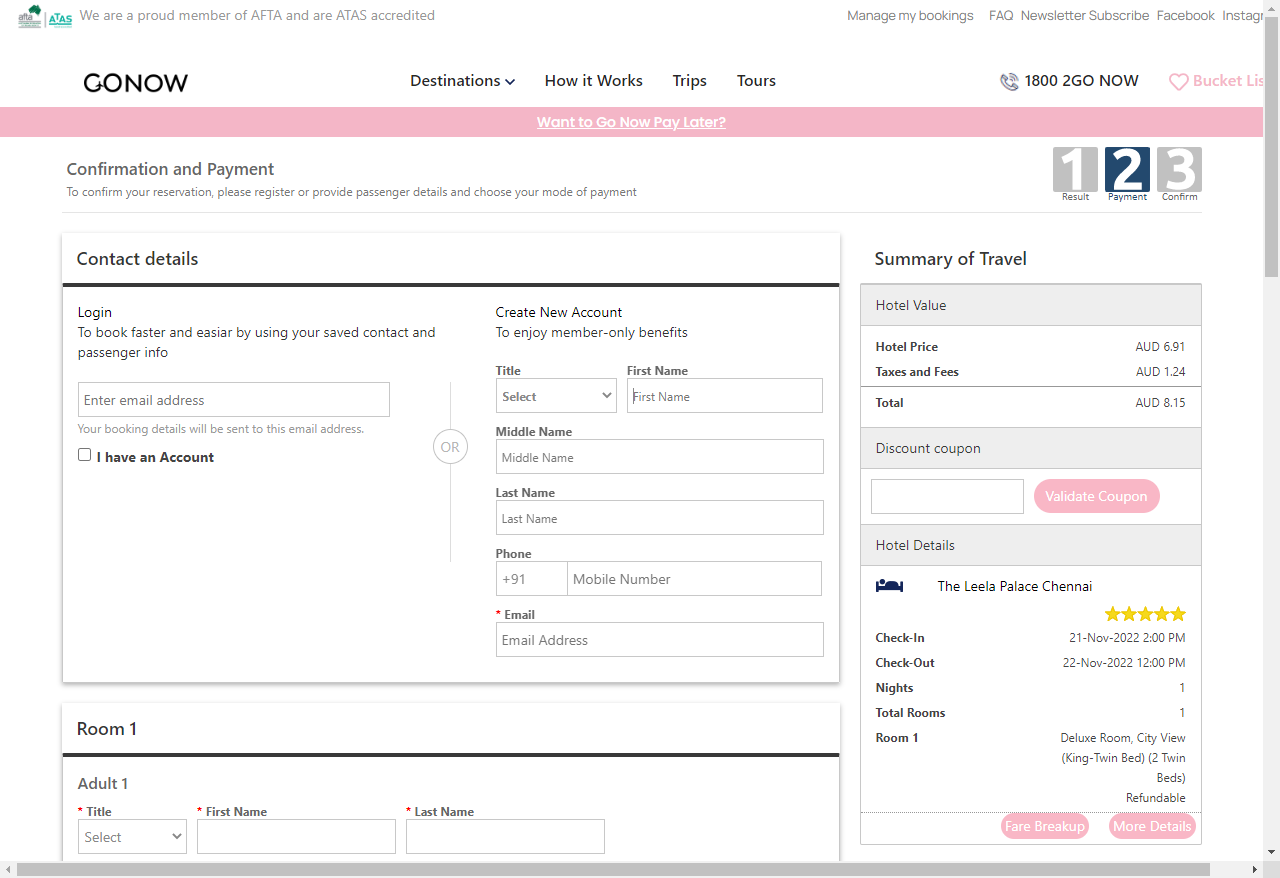 afta ATAS We are a proud member of AFTA and are ATAS accredited
Manage my bookings FAQ Newsletter Subscribe Facebook Instagr
GONOW Destinations How it Works Trips Tours 1800 2GO NOW Bucket Lis
Want to Go Now Pay Later?
Confirmation and Payment
To confirm your reservation, please register or provide passenger details and choose your mode of payment
1 2 3
Result Payment Confirm
Contact details
Login
To book faster and easiar by using your saved contact and
passenger info
Enter email address
Your booking details will be sent to this email address.
I have an Account
OR
Create New Account
To enjoy member-only benefits
Title First Name
Select First Name
Middle Name
Middle Name
Last Name
Last Name
Phone
+91 Mobile Number
* Email
Email Address
Room 1
Adult 1
* Title * First Name * Last Name
Select
Summary of Travel
Hotel Value
Hotel Price AUD 6.91
Taxes and Fees AUD 1.24
Total AUD 8.15
Discount coupon
Validate Coupon
Hotel Details
The Leela Palace Chennai
Check-In 21-Nov-2022 2:00 PM
Check-Out 22-Nov-2022 12:00 PM
Nights 1
Total Rooms 1
Room 1 Deluxe Room, City View
(King-Twin Bed) (2 Twin
Beds)
Refundable
Fare Breakup More Details